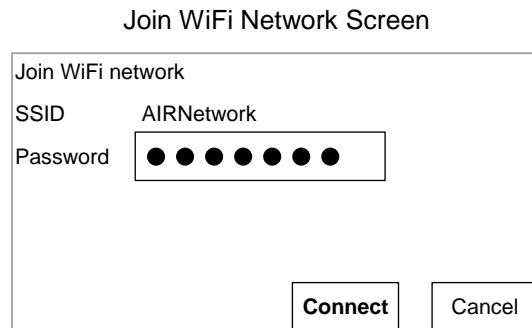 Join WiFi Network Screen
Join WiFi network
SSID AIRNetwork
Password ●●●●●●●
Connect Cancel